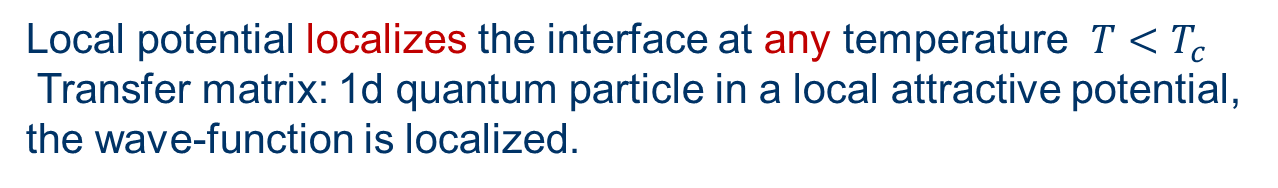 Local potential localizes the interface at any temperature T < T_c
Transfer matrix: 1d quantum particle in a local attractive potential,
the wave-function is localized.